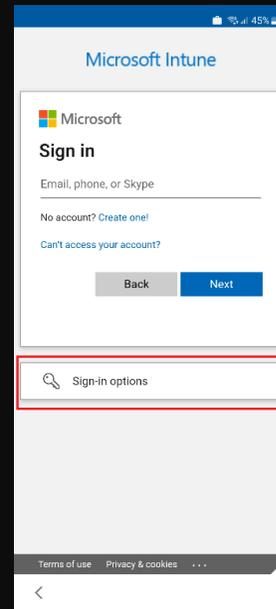 45%
Microsoft Intune
Microsoft
Sign in
Email, phone, or Skype
No account? Create one!
Can't access your account?
Back Next
Sign-in options
Terms of use Privacy & cookies ...